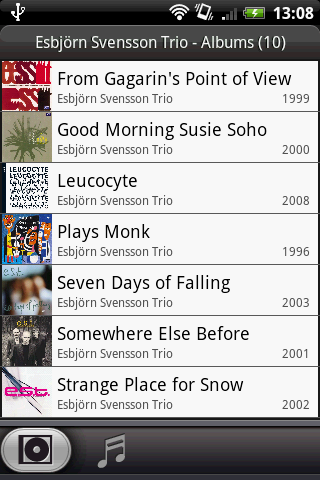 13:08
Esbjörn Svensson Trio - Albums (10)
From Gagarin's Point of View
Esbjörn Svensson Trio 1999
Good Morning Susie Soho
Esbjörn Svensson Trio 2000
LEUCOCYTE
Leucocyte
Esbjörn Svensson Trio 2008
Plays Monk
Esbjörn Svensson Trio 1996
e.s.t.
Seven Days of Falling
Esbjörn Svensson Trio 2003
Somewhere Else Before
Esbjörn Svensson Trio 2001
e.s.t.
Strange Place for Snow
Esbjörn Svensson Trio 2002